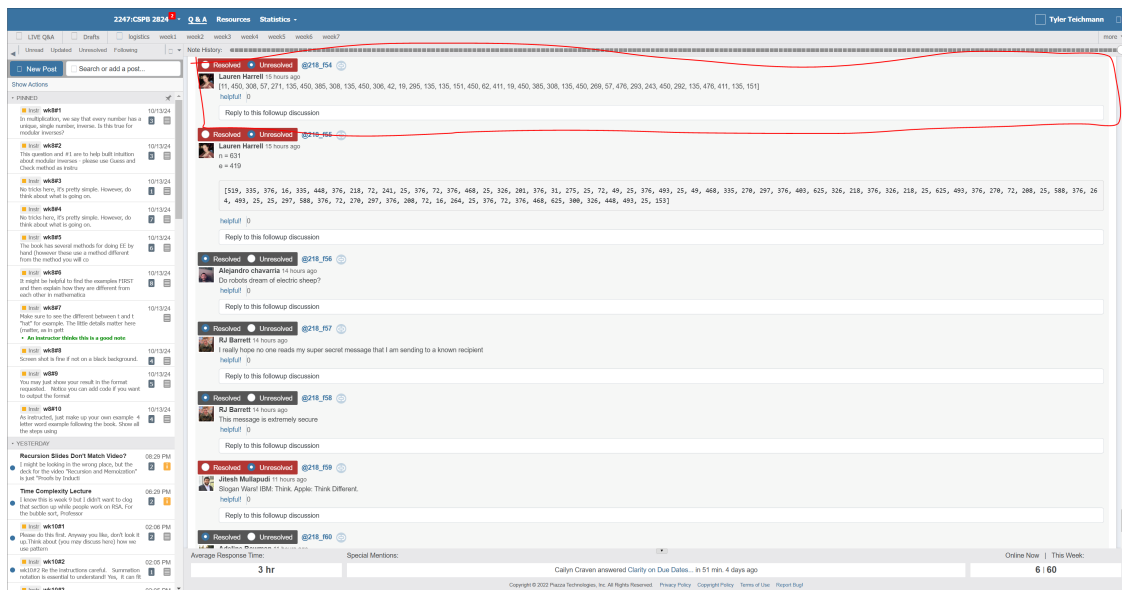 2247:CSPB 2824 7 Q & A Resources Statistics Tyler Teichmann
LIVE Q&A Drafts logistics week1 week2 week3 week4 week5 week6 week7 more
Unread Updated Unresolved Following
Note History:
New Post Search or add a post...
Show Actions
PINNED
Instr wk8#1 10/13/24
In multiplication, we say that every number has a
unique, single number, inverse. Is this true for
modular inverses?
3
Instr wk8#2 10/13/24
This question and #1 are to help built intuition
about modular inverses - please use Guess and
Check method as instru
3
Instr wk8#3 10/13/24
No tricks here, it's pretty simple. However, do
think about what is going on.
1
Instr wk8#4 10/13/24
No tricks here, it's pretty simple. However, do
think about what is going on.
7
Instr wk8#5 10/13/24
The book has several methods for doing EE by
hand (however these use a method different
from the method you will co
6
Instr wk8#6 10/13/24
It might be helpful to find the examples FIRST
and then explain how they are different from
each other in mathematica
8
Instr wk8#7 10/13/24
Make sure to see the different between t and t
"hat" for example. The little details matter here
(matter, as in gett
• An instructor thinks this is a good note
Instr wk8#8 10/13/24
Screen shot is fine if not on a black background.
4
Instr w8#9 10/13/24
You may just show your result in the format
requested. Notice you can add code if you want
to output the format
5
Instr w8#10 10/13/24
As instructed, just make up your own example 4
letter word example following the book. Show all
the steps using
4
YESTERDAY
Recursion Slides Don't Match Video? 08:29 PM
I might be looking in the wrong place, but the
deck for the video "Recursion and Memoization"
is just "Proofs by Inducti
2 i
Time Complexity Lecture 06:29 PM
I know this is week 9 but I didn't want to clog
that section up while people work on RSA. For
the bubble sort, Professor
2 i
Instr wk10#1 02:06 PM
Please do this first. Anyway you like, don't look it
up.Think about (you may discuss here) how we
use pattern
2
Instr wk10#2 02:05 PM
wk10#2 Re the instructions careful. Summation
notation is essential to understand! Yes, it can fit
1
Instr wk10#3 02:05 PM
Resolved Unresolved @218_f54
Lauren Harrell 15 hours ago
[11, 450, 308, 57, 271, 135, 450, 385, 308, 135, 450, 308, 42, 19, 295, 135, 135, 151, 450, 62, 411, 19, 450, 385, 308, 135, 450, 269, 57, 476, 293, 243, 450, 292, 135, 476, 411, 135, 151]
helpful! 0
Reply to this followup discussion
Resolved Unresolved @218_f55
Lauren Harrell 15 hours ago
n = 631
e = 419
[519, 335, 376, 16, 335, 448, 376, 218, 72, 241, 25, 376, 72, 376, 468, 25, 326, 201, 376, 31, 275, 25, 72, 49, 25, 376, 493, 25, 49, 468, 335, 270, 297, 376, 403, 625, 326, 218, 376, 326, 218, 25, 625, 493, 376, 270, 72, 208, 25, 588, 376, 26
4, 493, 25, 25, 297, 588, 376, 72, 270, 297, 376, 208, 72, 16, 264, 25, 376, 72, 376, 468, 625, 300, 326, 448, 493, 25, 153]
helpful! 0
Reply to this followup discussion
Resolved Unresolved @218_f56
Alejandro chavarria 14 hours ago
Do robots dream of electric sheep?
helpful! 0
Reply to this followup discussion
Resolved Unresolved @218_f57
RJ Barrett 14 hours ago
I really hope no one reads my super secret message that I am sending to a known recipient
helpful! 0
Reply to this followup discussion
Resolved Unresolved @218_f58
RJ Barrett 14 hours ago
This message is extremely secure
helpful! 0
Reply to this followup discussion
Resolved Unresolved @218_f59
Jitesh Mullapudi 11 hours ago
Slogan Wars! IBM: Think. Apple: Think Different.
helpful! 0
Reply to this followup discussion
Resolved Unresolved @218_f60
Average Response Time: Special Mentions: Online Now | This Week:
3 hr Cailyn Craven answered Clarity on Due Dates... in 51 min. 4 days ago 6 | 60
Copyright © 2022 Piazza Technologies, Inc. All Rights Reserved. Privacy Policy Copyright Policy Terms of Use Report Bug!